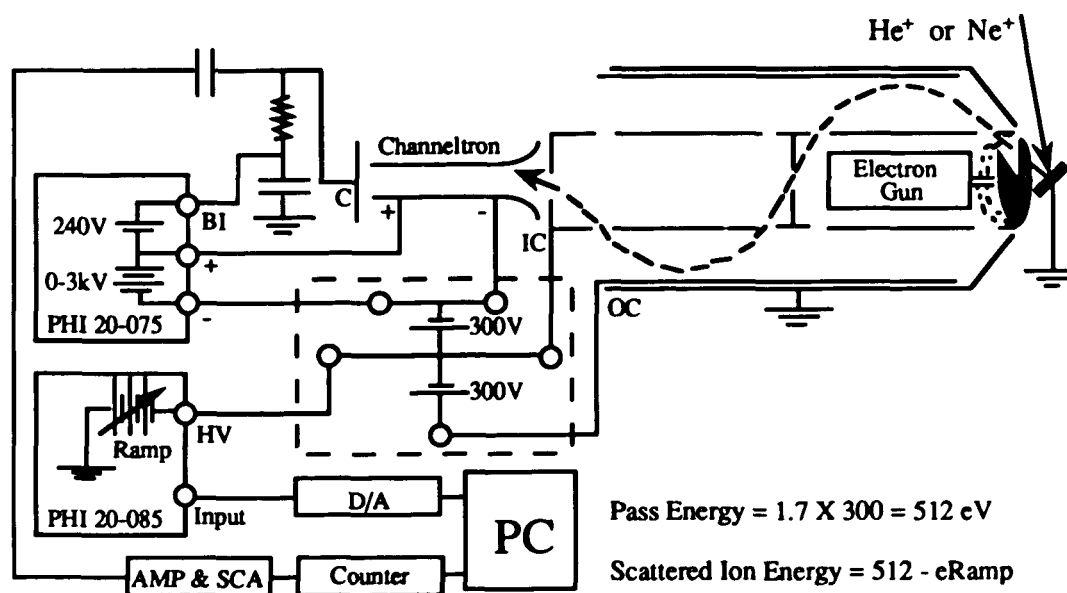 He+ or Ne+
Channeltron
Electron
Gun
C
+
-
IC
240V
BI
+
0-3kV
-
PHI 20-075
OC
300V
300V
HV
Ramp
PHI 20-085
Input
D/A
PC
AMP & SCA
Counter
Pass Energy = 1.7 X 300 = 512 eV
Scattered Ion Energy = 512 - eRamp